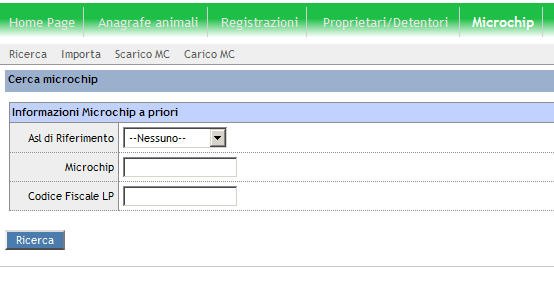 Home Page Anagrafe animali Registrazioni Proprietari/Detentori Microchip
Ricerca Importa Scarico MC Carico MC
Cerca microchip
Informazioni Microchip a priori
Asl di Riferimento --Nessuno--
Microchip
Codice Fiscale LP
Ricerca